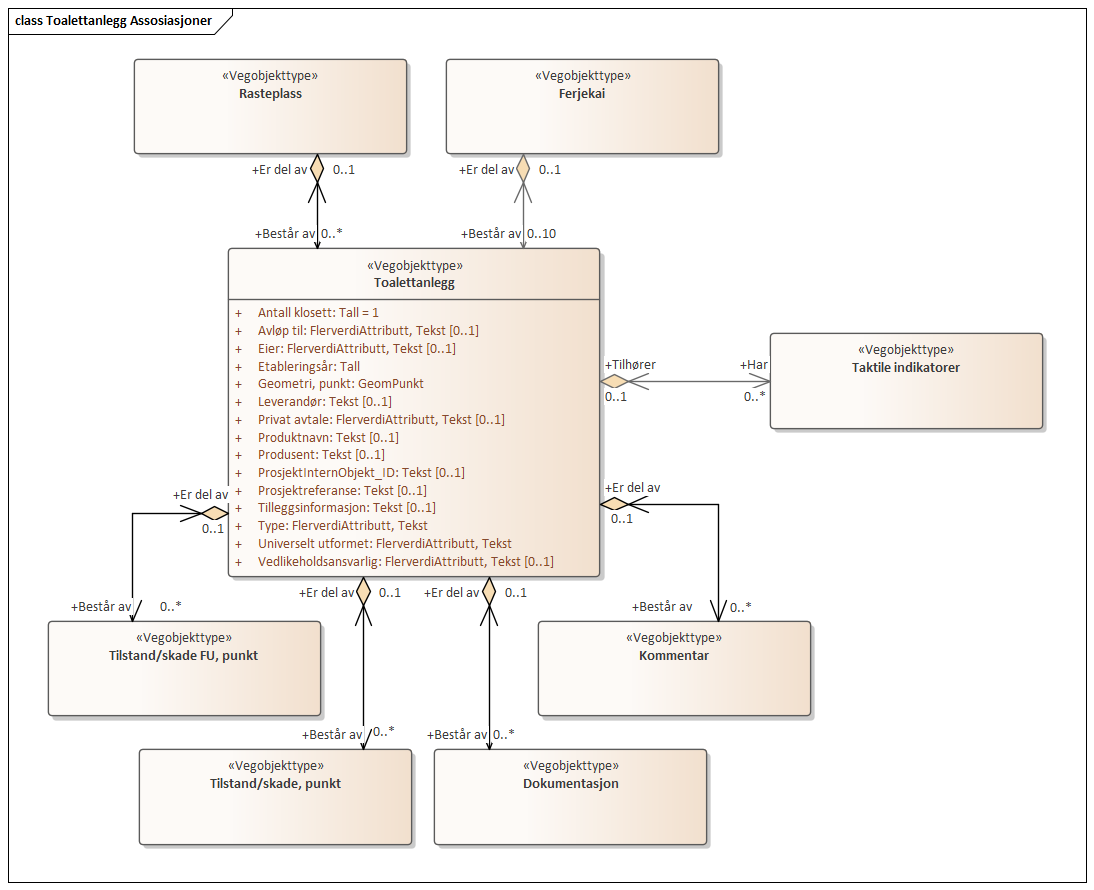 class Toalettanlegg Assosiasjoner
«Vegobjekttype»
Rasteplass
«Vegobjekttype»
Ferjekai
+Er del av 0..1
+Er del av 0..1
+Består av 0..*
+Består av 0..10
«Vegobjekttype»
Toalettanlegg
+ Antall klosett: Tall = 1
+ Avløp til: FlerverdiAttributt, Tekst [0..1]
+ Eier: FlerverdiAttributt, Tekst [0..1]
+ Etableringsår: Tall
+ Geometri, punkt: GeomPunkt
+ Leverandør: Tekst [0..1]
+ Privat avtale: FlerverdiAttributt, Tekst [0..1]
+ Produktnavn: Tekst [0..1]
+ Produsent: Tekst [0..1]
+ ProsjektInternObjekt_ID: Tekst [0..1]
+ Prosjektreferanse: Tekst [0..1]
+ Tilleggsinformasjon: Tekst [0..1]
+ Type: FlerverdiAttributt, Tekst
+ Universelt utformet: FlerverdiAttributt, Tekst
+ Vedlikeholdsansvarlig: FlerverdiAttributt, Tekst [0..1]
+Tilhører
0..1
+Har
0..*
«Vegobjekttype»
Taktile indikatorer
+Er del av
0..1
+Er del av
0..1
+Er del av 0..1
+Er del av 0..1
+Består av 0..*
+Består av 0..*
«Vegobjekttype»
Tilstand/skade FU, punkt
«Vegobjekttype»
Kommentar
+Består av 0..*
+Består av 0..*
«Vegobjekttype»
Tilstand/skade, punkt
«Vegobjekttype»
Dokumentasjon